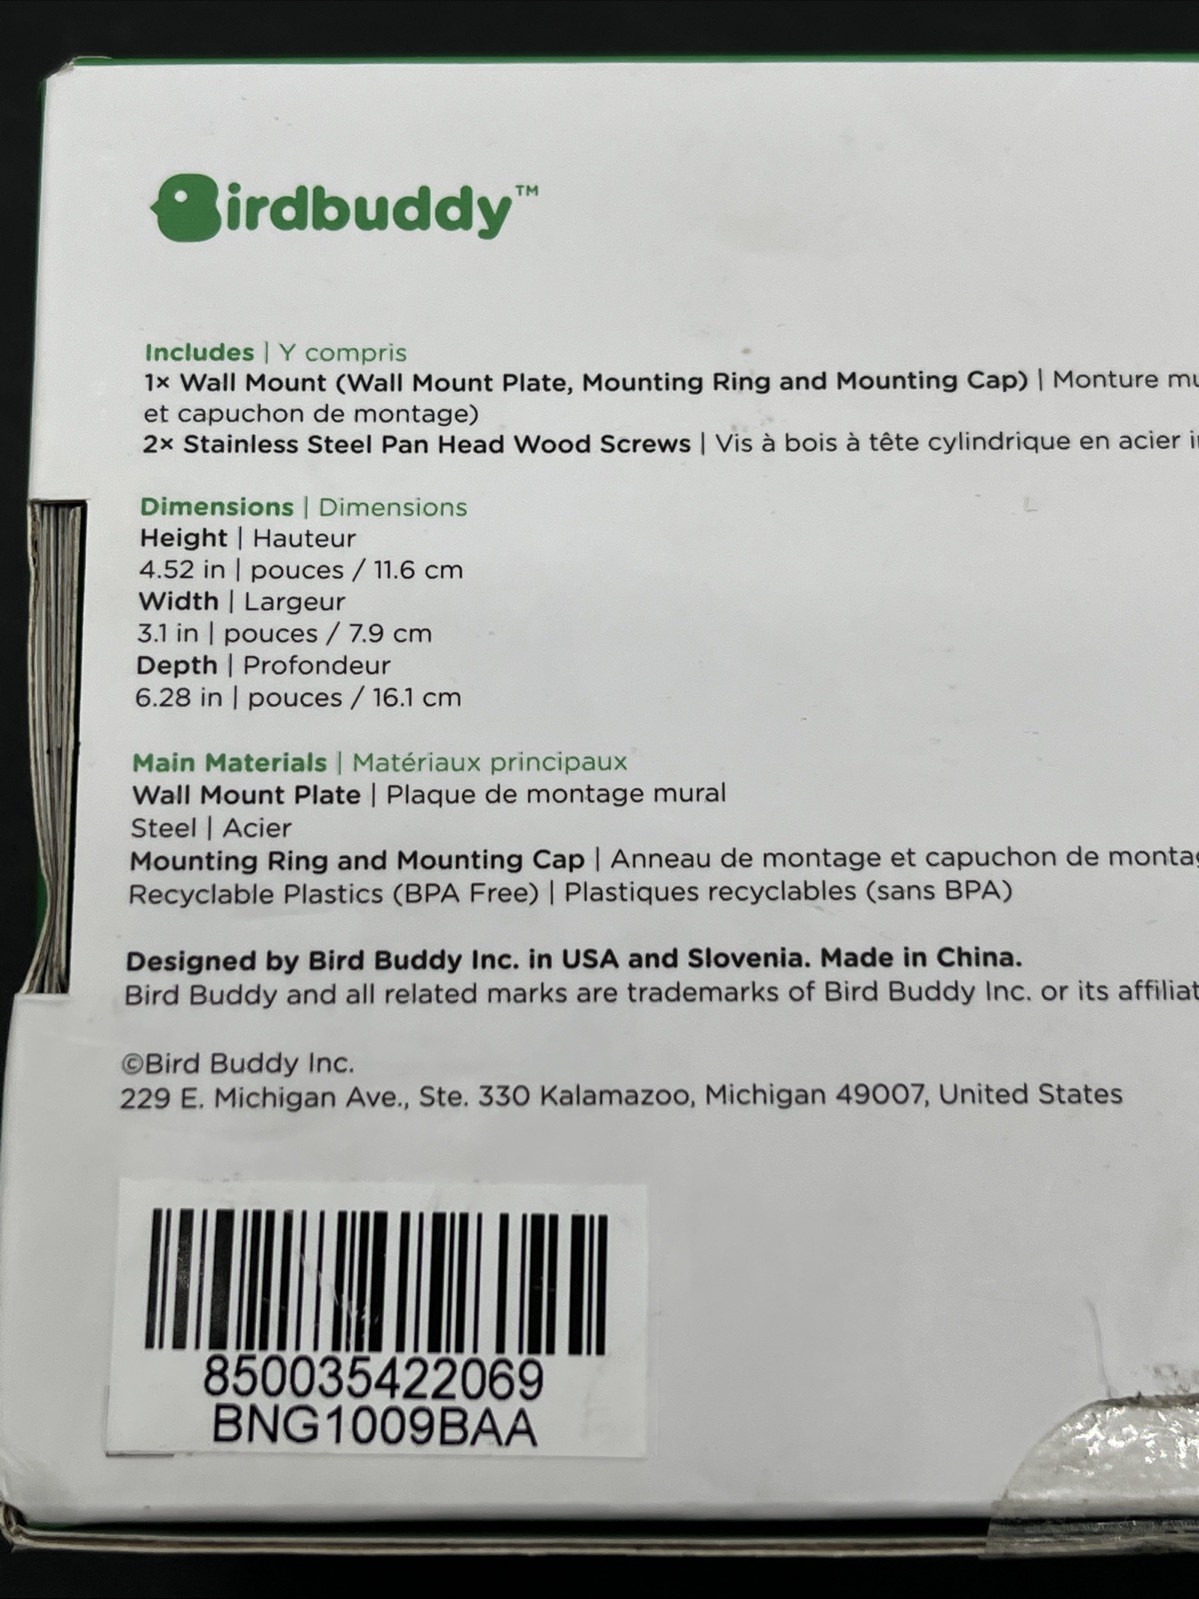 Birdbuddy™
Includes | Y compris
1x Wall Mount (Wall Mount Plate, Mounting Ring and Mounting Cap) | Monture
et capuchon de montage)
2x Stainless Steel Pan Head Wood Screws | Vis à bois à tête cylindrique en acier
Dimensions | Dimensions
Height | Hauteur
4.52 in | pouces / 11.6 cm
Width | Largeur
3.1 in | pouces / 7.9 cm
Depth | Profondeur
6.28 in | pouces / 16.1 cm
Main Materials | Matériaux principaux
Wall Mount Plate | Plaque de montage mural
Steel | Acier
Mounting Ring and Mounting Cap | Anneau de montage et capuchon de
Recyclable Plastics (BPA Free) | Plastiques recyclables (sans BPA)
Designed by Bird Buddy Inc. in USA and Slovenia. Made in China.
Bird Buddy and all related marks are trademarks of Bird Buddy Inc. or its
©Bird Buddy Inc.
229 E. Michigan Ave., Ste. 330 Kalamazoo, Michigan 49007, United States
850035422069
BNG1009BAA